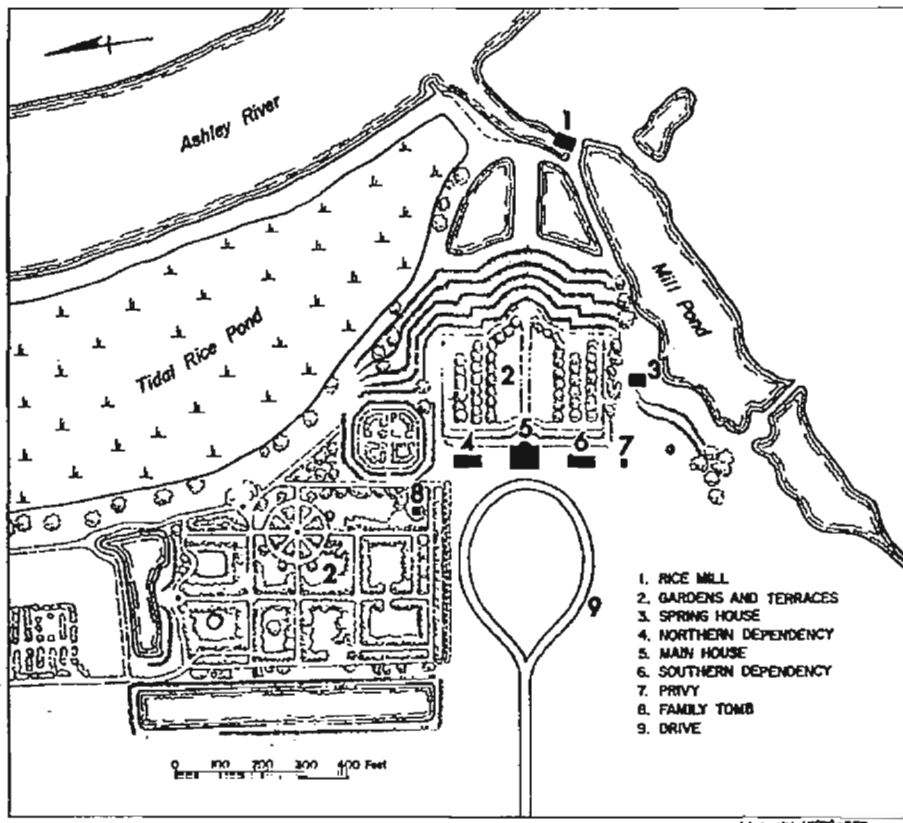 Ashley River
1
Tidal Rice Pond
Mill Pond
2
3
4
5
6
7
8
2
9
1. RICE MILL
2. GARDENS AND TERRACES
3. SPRING HOUSE
4. NORTHERN DEPENDENCY
5. MAIN HOUSE
6. SOUTHERN DEPENDENCY
7. PRIVY
8. FAMILY TOMB
9. DRIVE
0 100 200 300 400 Feet